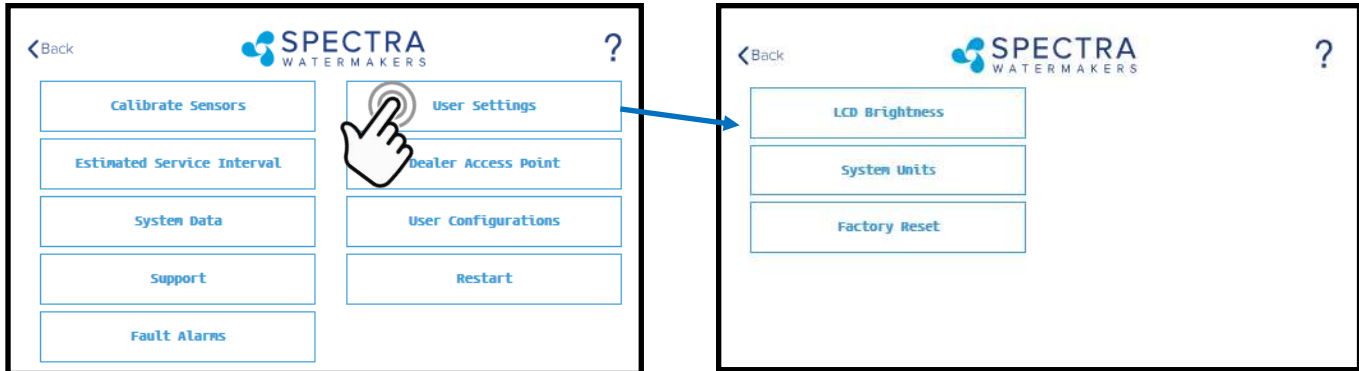 Back
SPECTRA
WATERMAKERS
?
Calibrate Sensors
User Settings
Estimated Service Interval
Dealer Access Point
System Data
User Configurations
Support
Restart
Fault Alarms
Back
SPECTRA
WATERMAKERS
?
LCD Brightness
System Units
Factory Reset